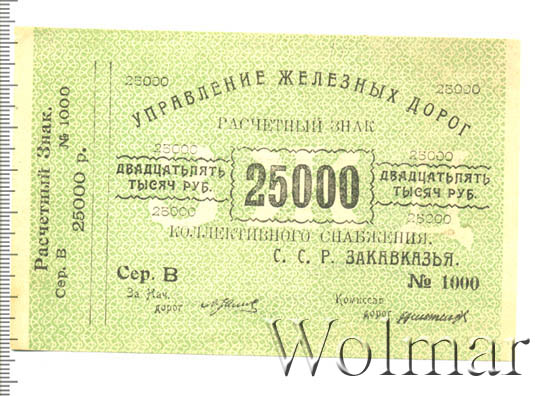 Расчетный Знак.
Сер. В № 1000
25000 р.
25000 25000
УПРАВЛЕНИЕ ЖЕЛЕЗНЫХ ДОРОГ
РАСЧЕТНЫЙ ЗНАК
25000 25000
ДВАДЦАТЬПЯТЬ
ТЫСЯЧ РУБ.
25000
ДВАДЦАТЬПЯТЬ
ТЫСЯЧ РУБ.
25000 25000
КОЛЛЕКТИВНОГО СНАБЖЕНИЯ.
С. С. Р. ЗАКАВКАЗЬЯ.
Сер. В № 1000
За Нач.
дорог
Комиссар
дорог
Wolmar